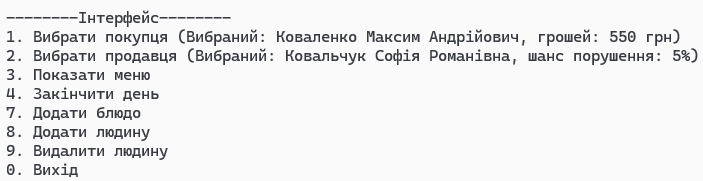 --------Інтерфейс--------
1. Вибрати покупця (Вибраний: Коваленко Максим Андрійович, грошей: 550 грн)
2. Вибрати продавця (Вибраний: Ковальчук Софія Романівна, шанс порушення: 5%)
3. Показати меню
4. Закінчити день
7. Додати блюдо
8. Додати людину
9. Видалити людину
0. Вихід